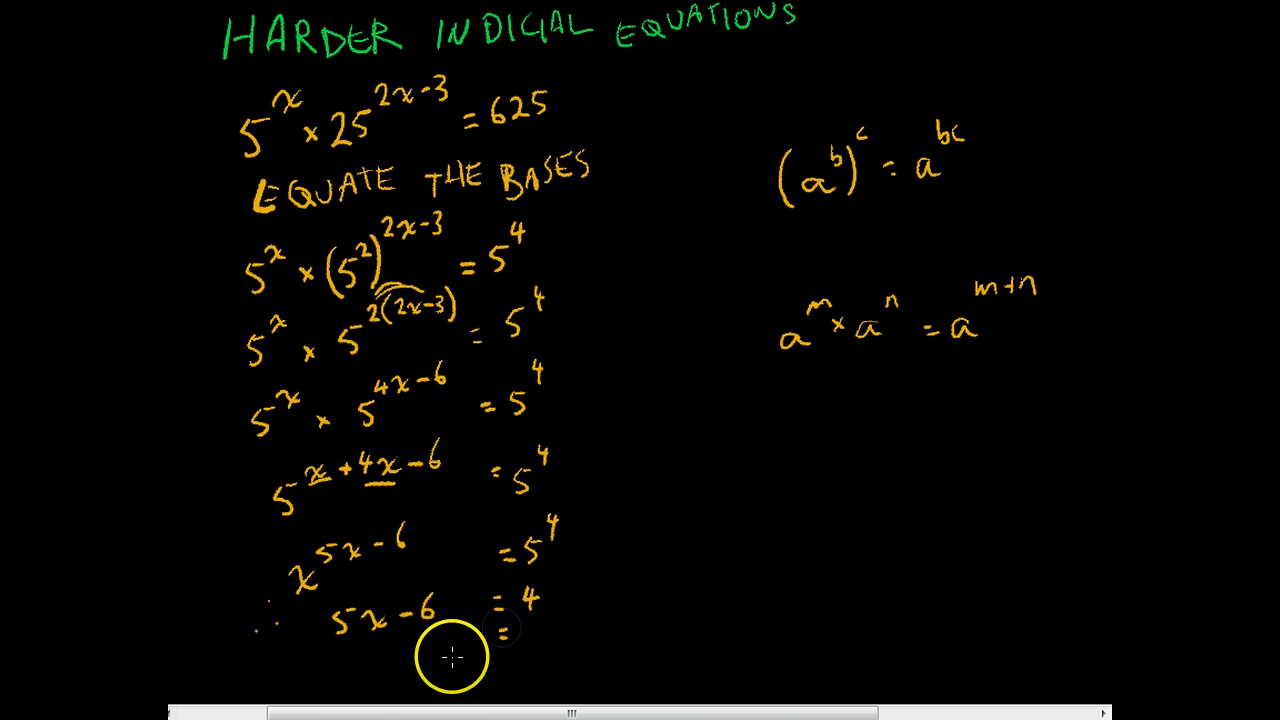 HARDER INDICIAL EQUATIONS
5^x × 25^(2x-3) = 625
EQUATE THE BASES
5^x × (5^2)^(2x-3) = 5^4
5^x × 5^(2(2x-3)) = 5^4
5^x × 5^(4x-6) = 5^4
5^(x+4x-6) = 5^4
x^(5x-6) = 5^4
∴ 5x-6 = 4
=
(a^b)^c = a^(bc)
a^m × a^n = a^(m+n)